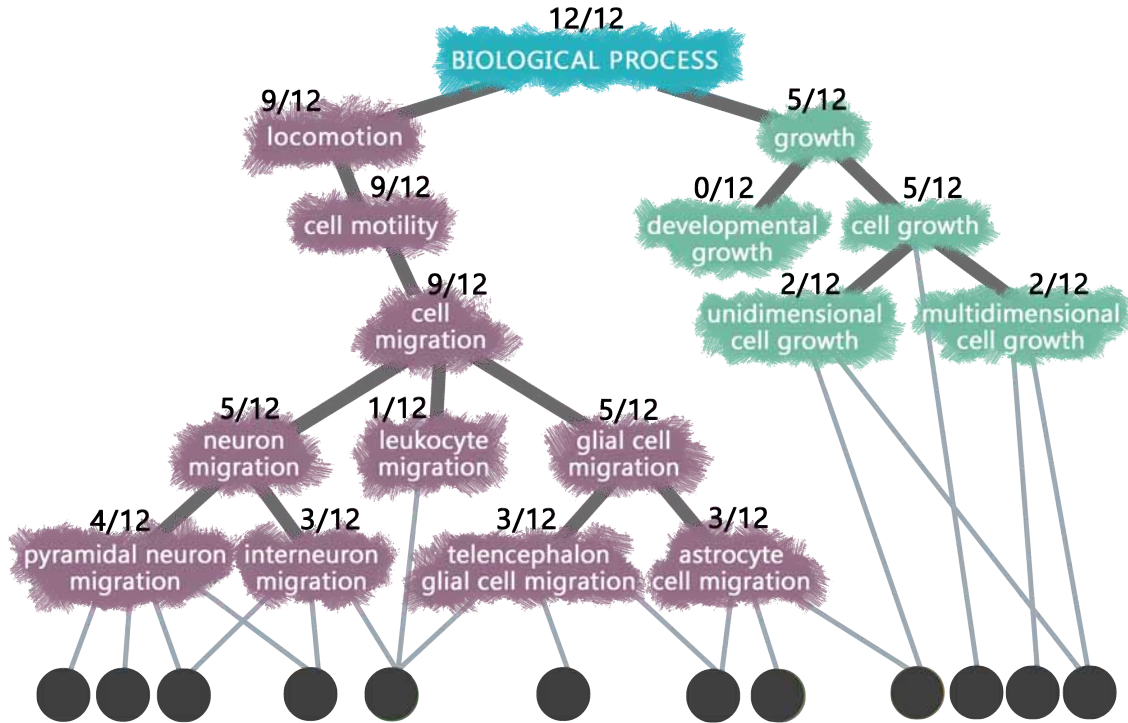 12/12
BIOLOGICAL PROCESS
9/12
locomotion
5/12
growth
9/12
cell motility
0/12
developmental
growth
5/12
cell growth
9/12
cell
migration
2/12
unidimensional
cell growth
2/12
multidimensional
cell growth
5/12
neuron
migration
1/12
leukocyte
migration
5/12
glial cell
migration
4/12
pyramidal neuron
migration
3/12
interneuron
migration
3/12
telencephalon
glial cell migration
3/12
astrocyte
cell migration